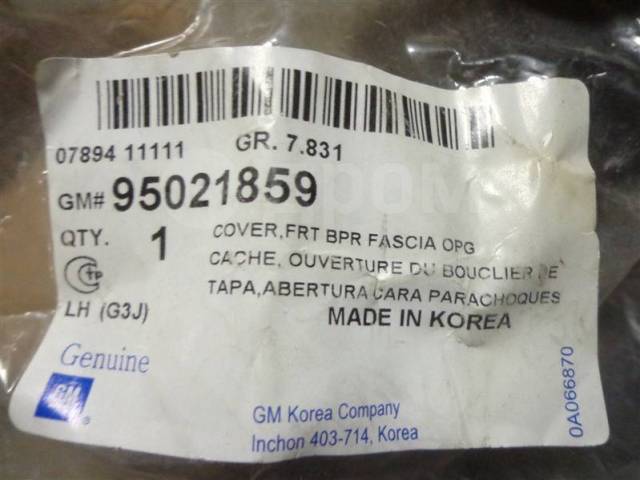 07894 11111 GR. 7.831
GM# 95021859
QTY. 1 COVER,FRT BPR FASCIA OPG
CACHE, OUVERTURE DU BOUCLIER DE
TAPA,ABERTURA CARA PARACHOQUES
LH (G3J) MADE IN KOREA
Genuine
GM
GM Korea Company
Inchon 403-714, Korea
0A066870